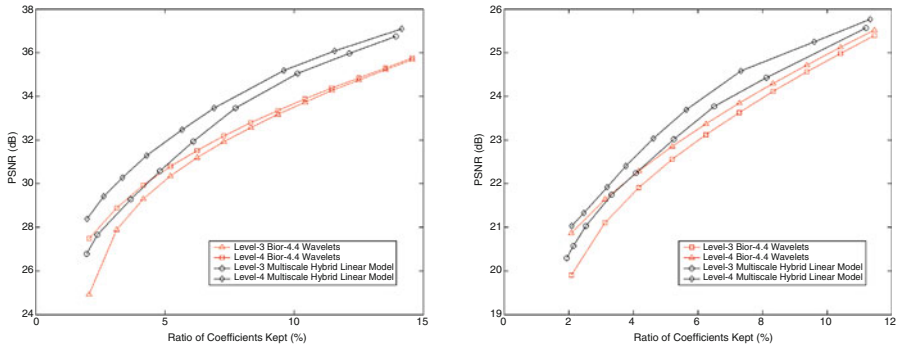 38
36
34
32
30
28
26
24
PSNR (dB)
0
5
10
15
Ratio of Coefficients Kept (%)
Level-3 Bior-4.4 Wavelets
Level-4 Bior-4.4 Wavelets
Level-3 Multiscale Hybrid Linear Model
Level-4 Multiscale Hybrid Linear Model
26
25
24
23
22
21
20
19
PSNR (dB)
0
2
4
6
8
10
12
Ratio of Coefficients Kept (%)
Level-3 Bior-4.4 Wavelets
Level-4 Bior-4.4 Wavelets
Level-3 Multiscale Hybrid Linear Model
Level-4 Multiscale Hybrid Linear Model